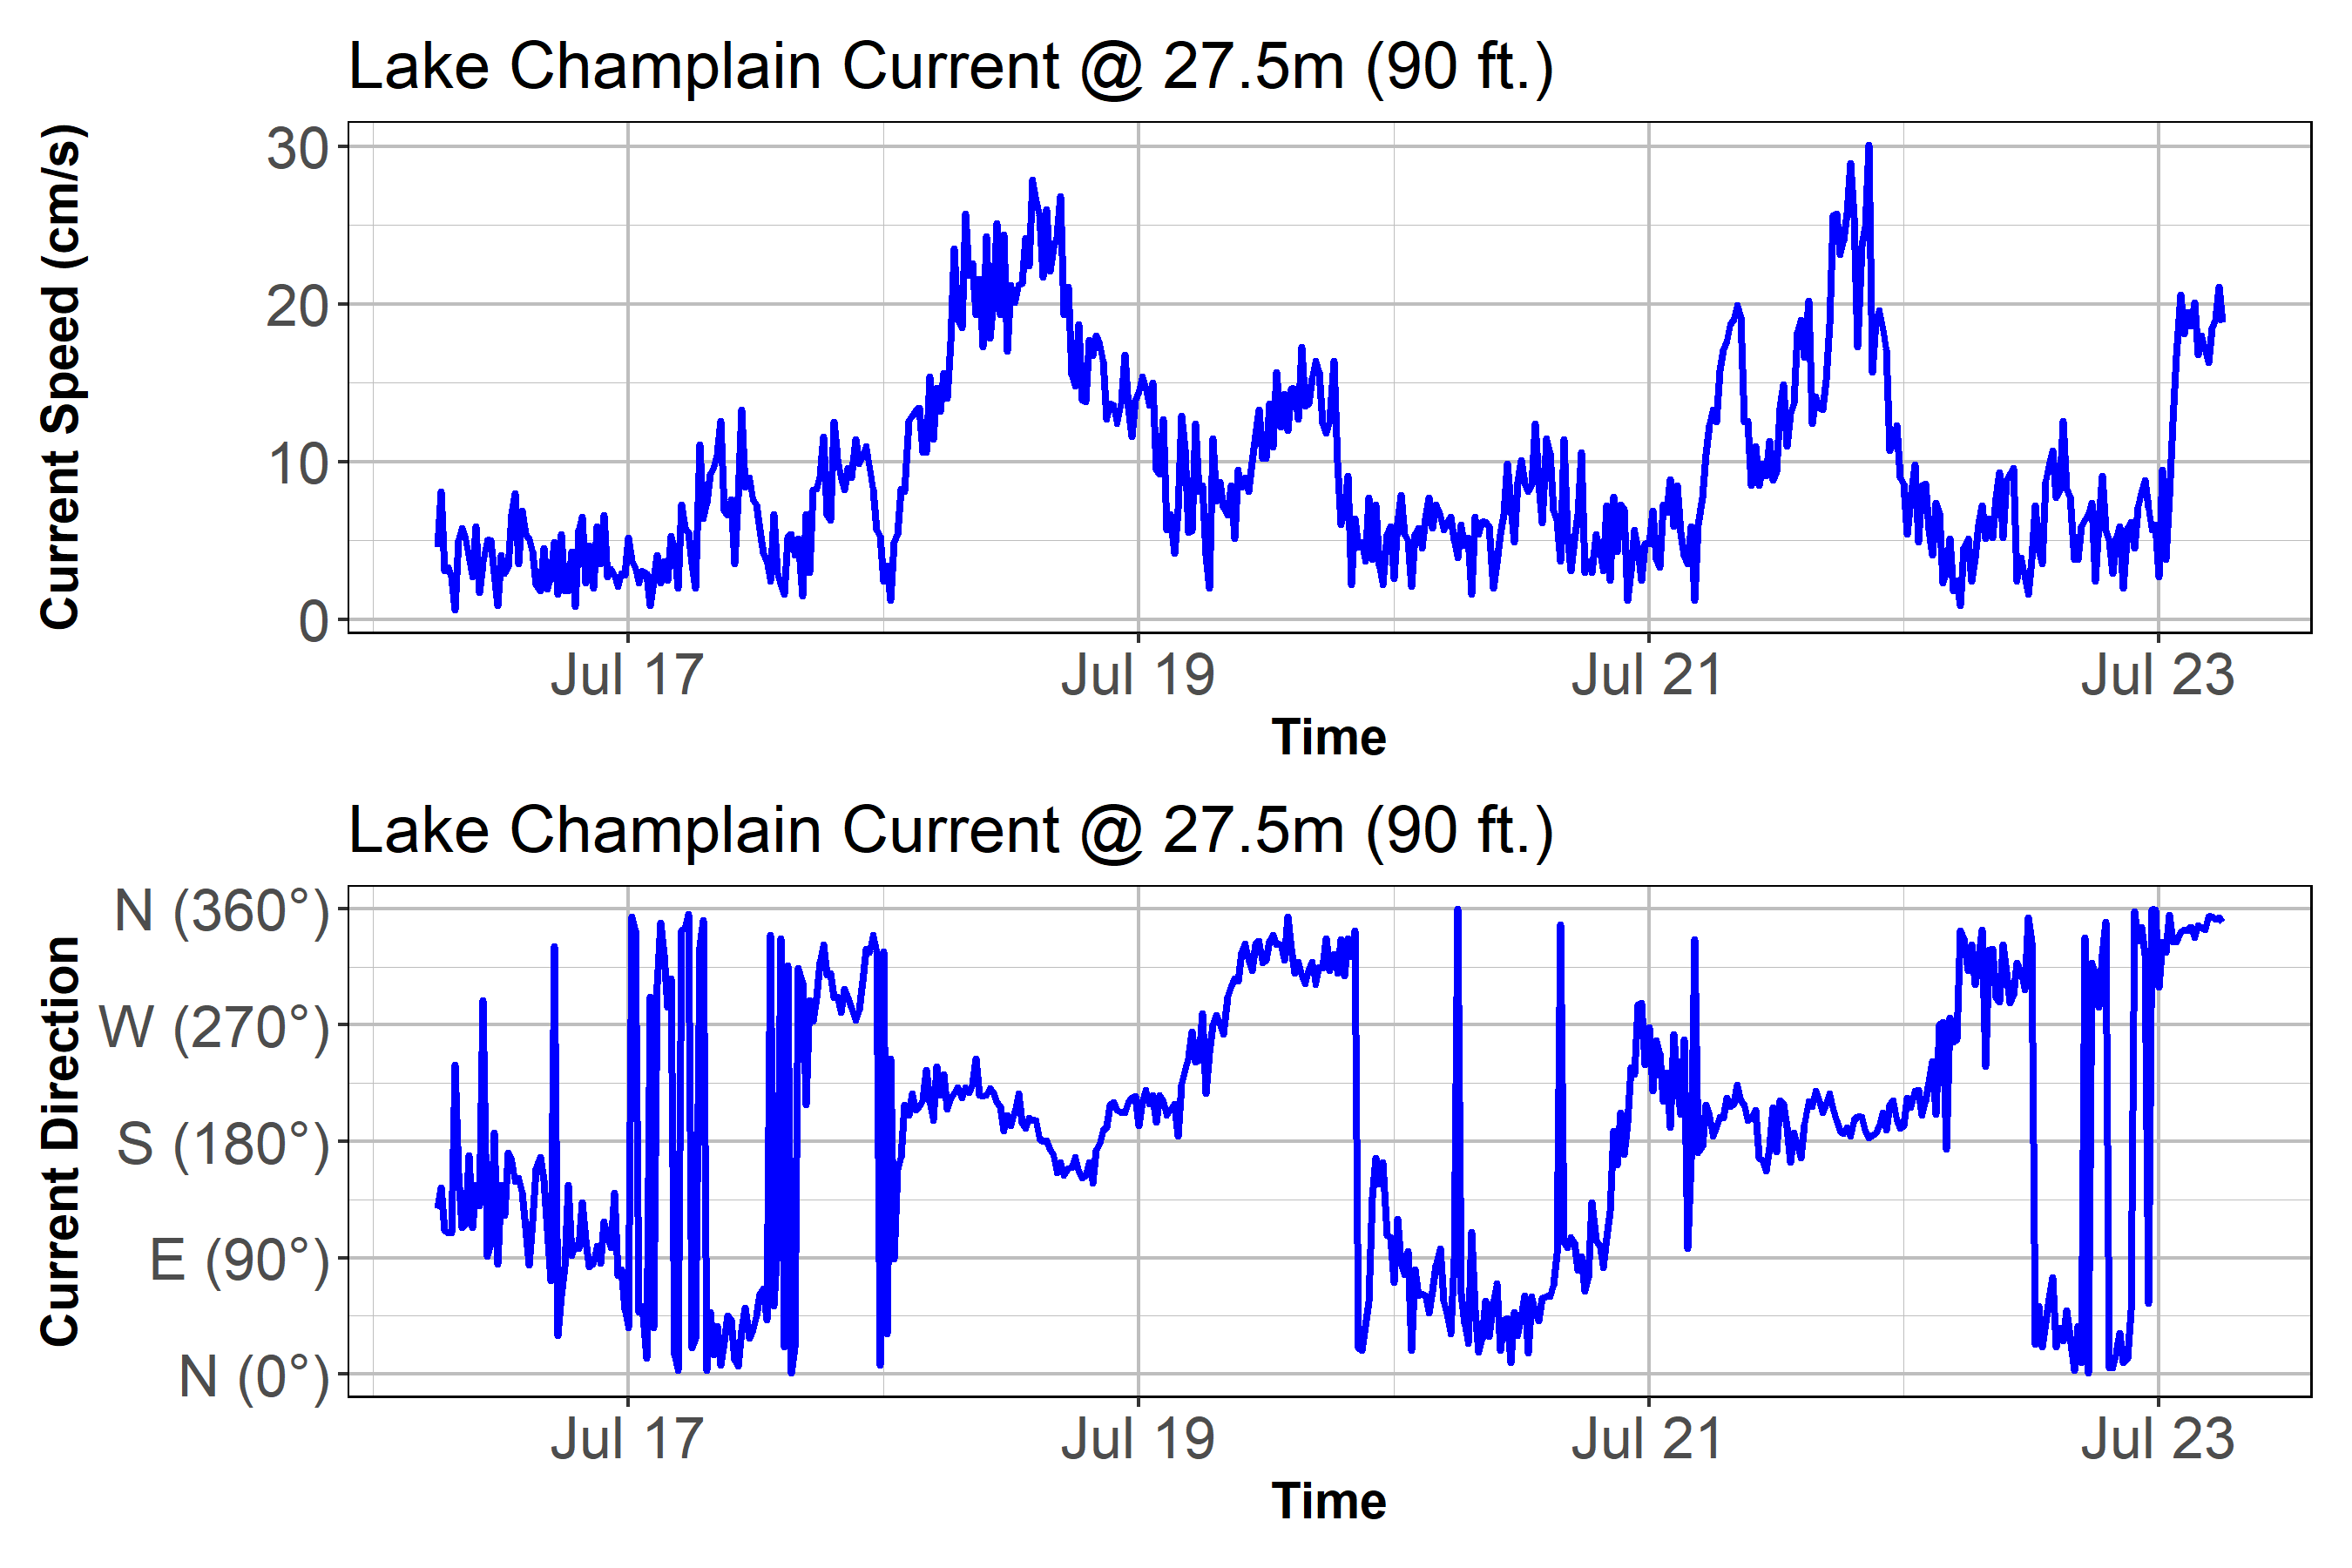 Lake Champlain Current @ 27.5m (90 ft.)
Current Speed (cm/s)
30
20
10
0
Jul 17 Jul 19 Jul 21 Jul 23
Time
Lake Champlain Current @ 27.5m (90 ft.)
Current Direction
N (360°)
W (270°)
S (180°)
E (90°)
N (0°)
Jul 17 Jul 19 Jul 21 Jul 23
Time